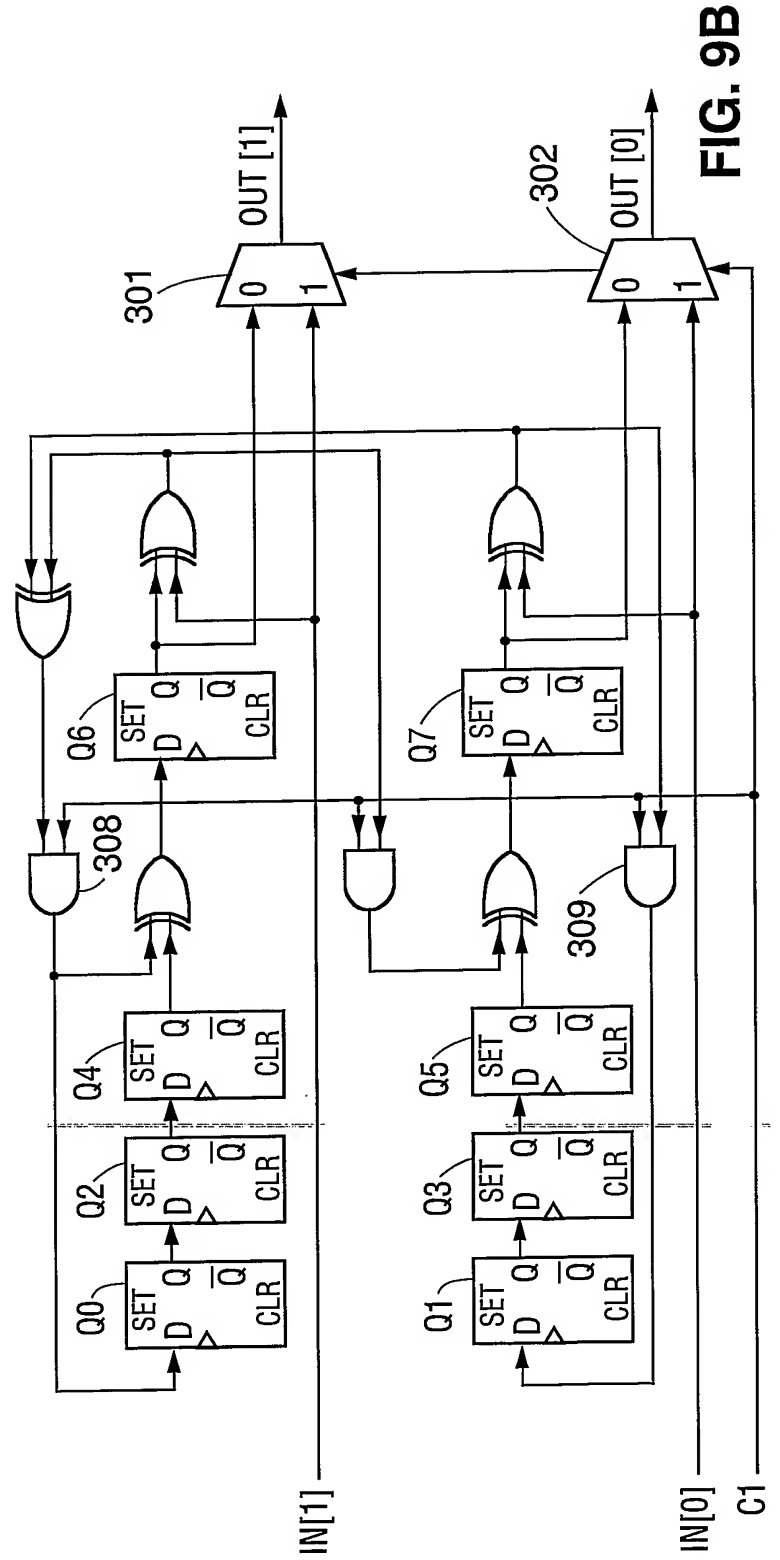 301
OUT [1]
0
1
308
Q0
SET
D
Q
Q
CLR
Q2
SET
D
Q
Q
CLR
Q4
SET
D
Q
Q
CLR
Q6
SET
D
Q
Q
CLR
IN[1]
302
OUT [0]
0
1
309
Q1
SET
D
Q
Q
CLR
Q3
SET
D
Q
Q
CLR
Q5
SET
D
Q
Q
CLR
Q7
SET
D
Q
Q
CLR
IN[0]
C1
FIG. 9B